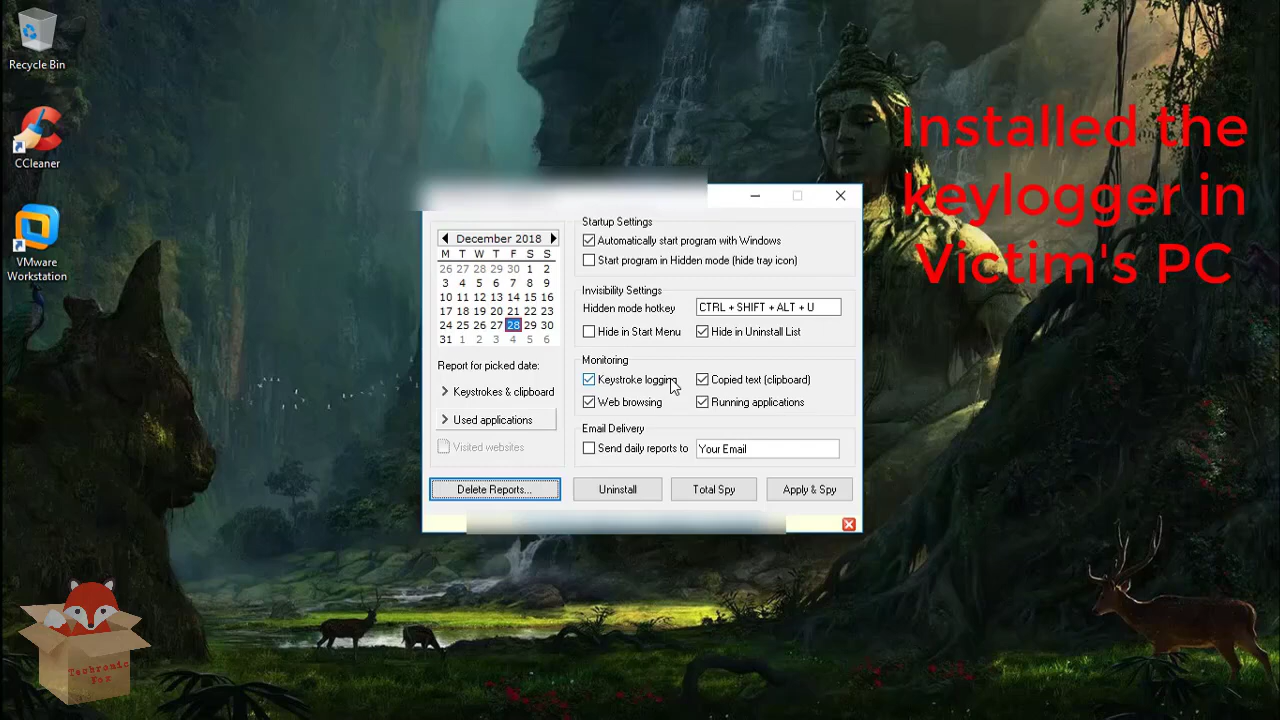 Recycle Bin
CCleaner
VMware
Workstation
Installed the
keylogger in
Victim's PC
December 2018
M T W T F S S
26 27 28 29 30 1 2
3 4 5 6 7 8 9
10 11 12 13 14 15 16
17 18 19 20 21 22 23
24 25 26 27 28 29 30
31 1 2 3 4 5 6
Report for picked date:
Keystrokes & clipboard
Used applications
Visited websites
Delete Reports...
Startup Settings
Automatically start program with Windows
Start program in Hidden mode (hide tray icon)
Invisibility Settings
Hidden mode hotkey CTRL + SHIFT + ALT + U
Hide in Start Menu Hide in Uninstall List
Monitoring
Keystroke logging Copied text (clipboard)
Web browsing Running applications
Email Delivery
Send daily reports to Your Email
Uninstall Total Spy Apply & Spy
Techronic
Fox